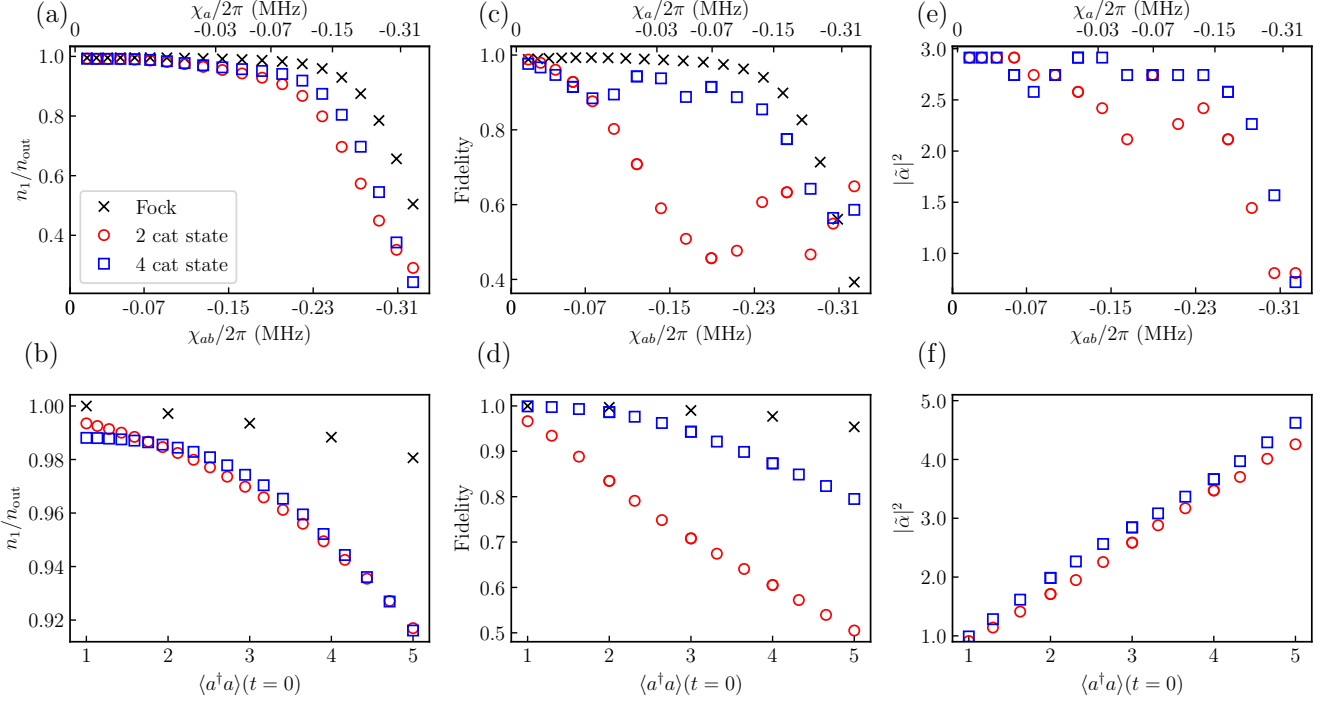 (a)
χ_a/2π (MHz)
0 -0.03 -0.07 -0.15 -0.31
1.0
0.8
0.6
0.4
n_1/n_out
Fock
2 cat state
4 cat state
0 -0.07 -0.15 -0.23 -0.31
χ_ab/2π (MHz)
(c)
χ_a/2π (MHz)
0 -0.03 -0.07 -0.15 -0.31
1.0
0.8
0.6
0.4
Fidelity
0 -0.07 -0.15 -0.23 -0.31
χ_ab/2π (MHz)
(e)
χ_a/2π (MHz)
0 -0.03 -0.07 -0.15 -0.31
3.0
2.5
2.0
1.5
1.0
|α̃|²
0 -0.07 -0.15 -0.23 -0.31
χ_ab/2π (MHz)
(b)
1.00
0.98
0.96
0.94
0.92
n_1/n_out
1 2 3 4 5
⟨a†a⟩(t = 0)
(d)
1.0
0.9
0.8
0.7
0.6
0.5
Fidelity
1 2 3 4 5
⟨a†a⟩(t = 0)
(f)
5.0
4.0
3.0
2.0
1.0
|α̃|²
1 2 3 4 5
⟨a†a⟩(t = 0)